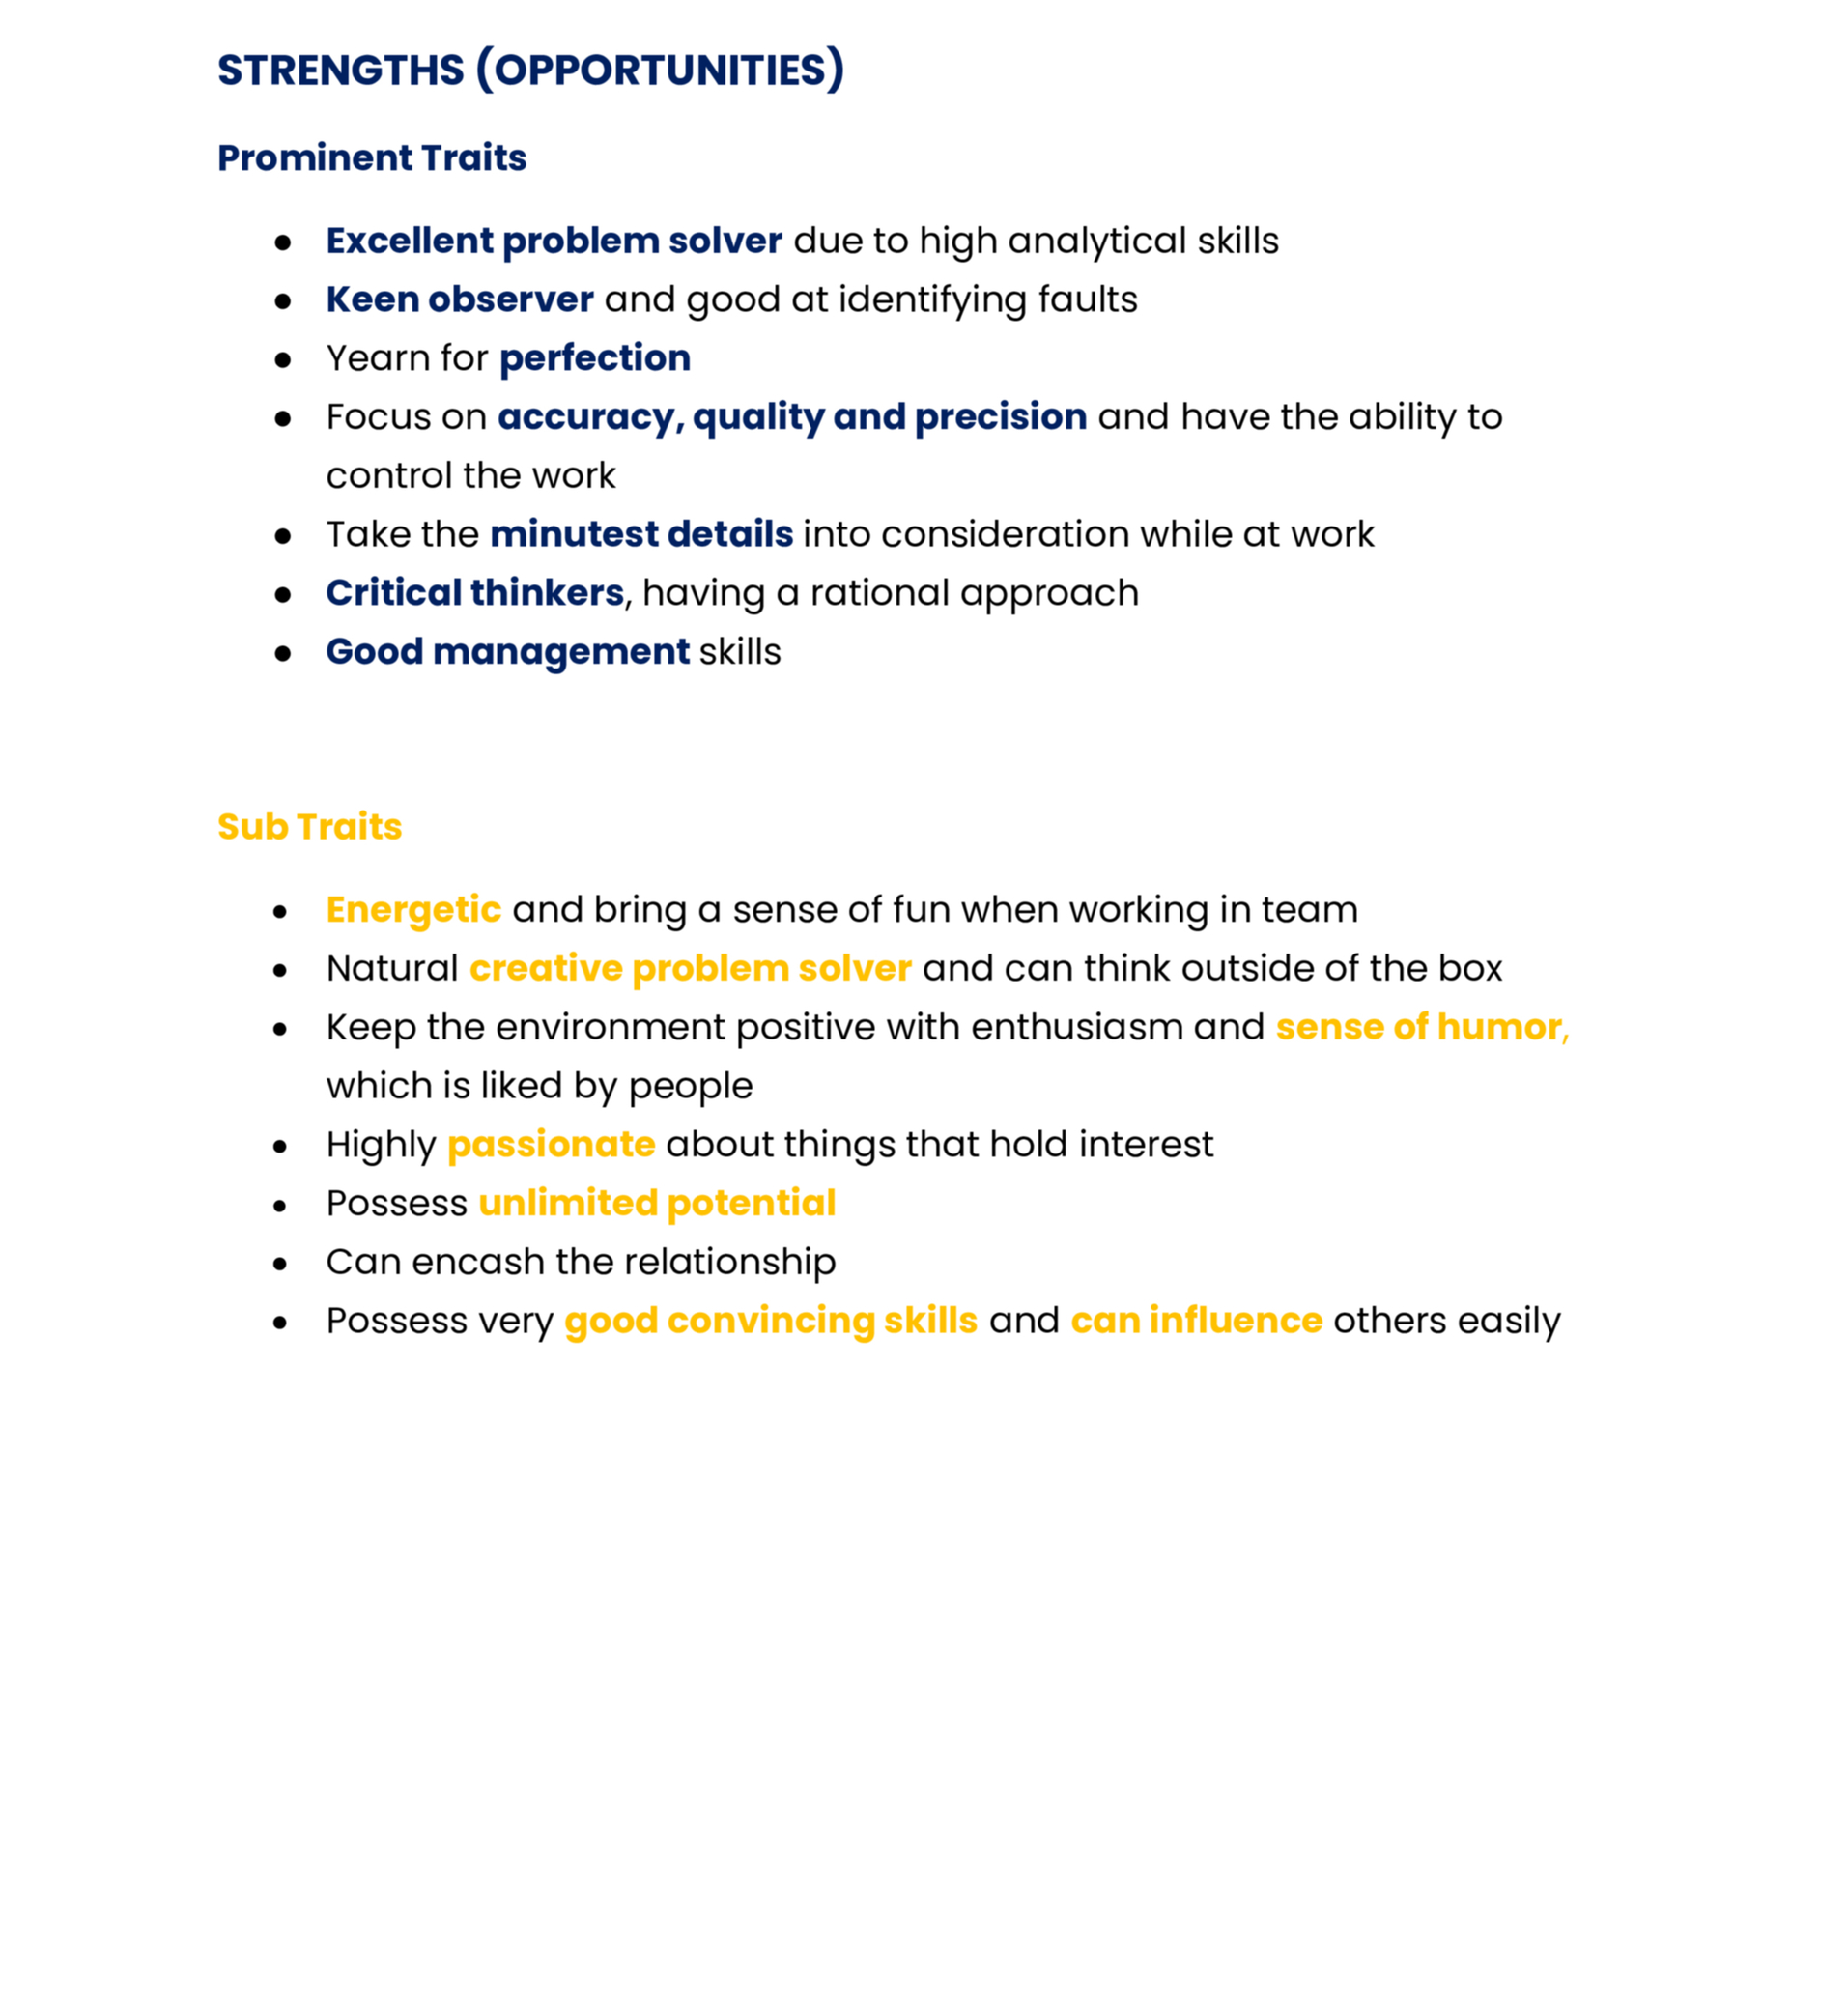 STRENGTHS (OPPORTUNITIES)
Prominent Traits
● Excellent problem solver due to high analytical skills
● Keen observer and good at identifying faults
● Yearn for perfection
● Focus on accuracy, quality and precision and have the ability to
control the work
● Take the minutest details into consideration while at work
● Critical thinkers, having a rational approach
● Good management skills
Sub Traits
● Energetic and bring a sense of fun when working in team
● Natural creative problem solver and can think outside of the box
● Keep the environment positive with enthusiasm and sense of humor,
which is liked by people
● Highly passionate about things that hold interest
● Possess unlimited potential
● Can encash the relationship
● Possess very good convincing skills and can influence others easily